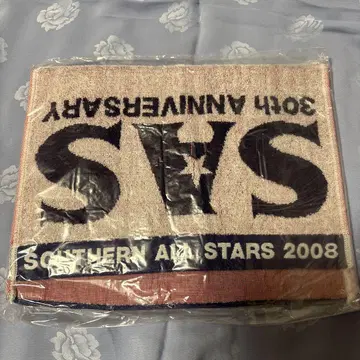 30th ANNIVERSARY
SAS
SOUTHERN ALL STARS 2008